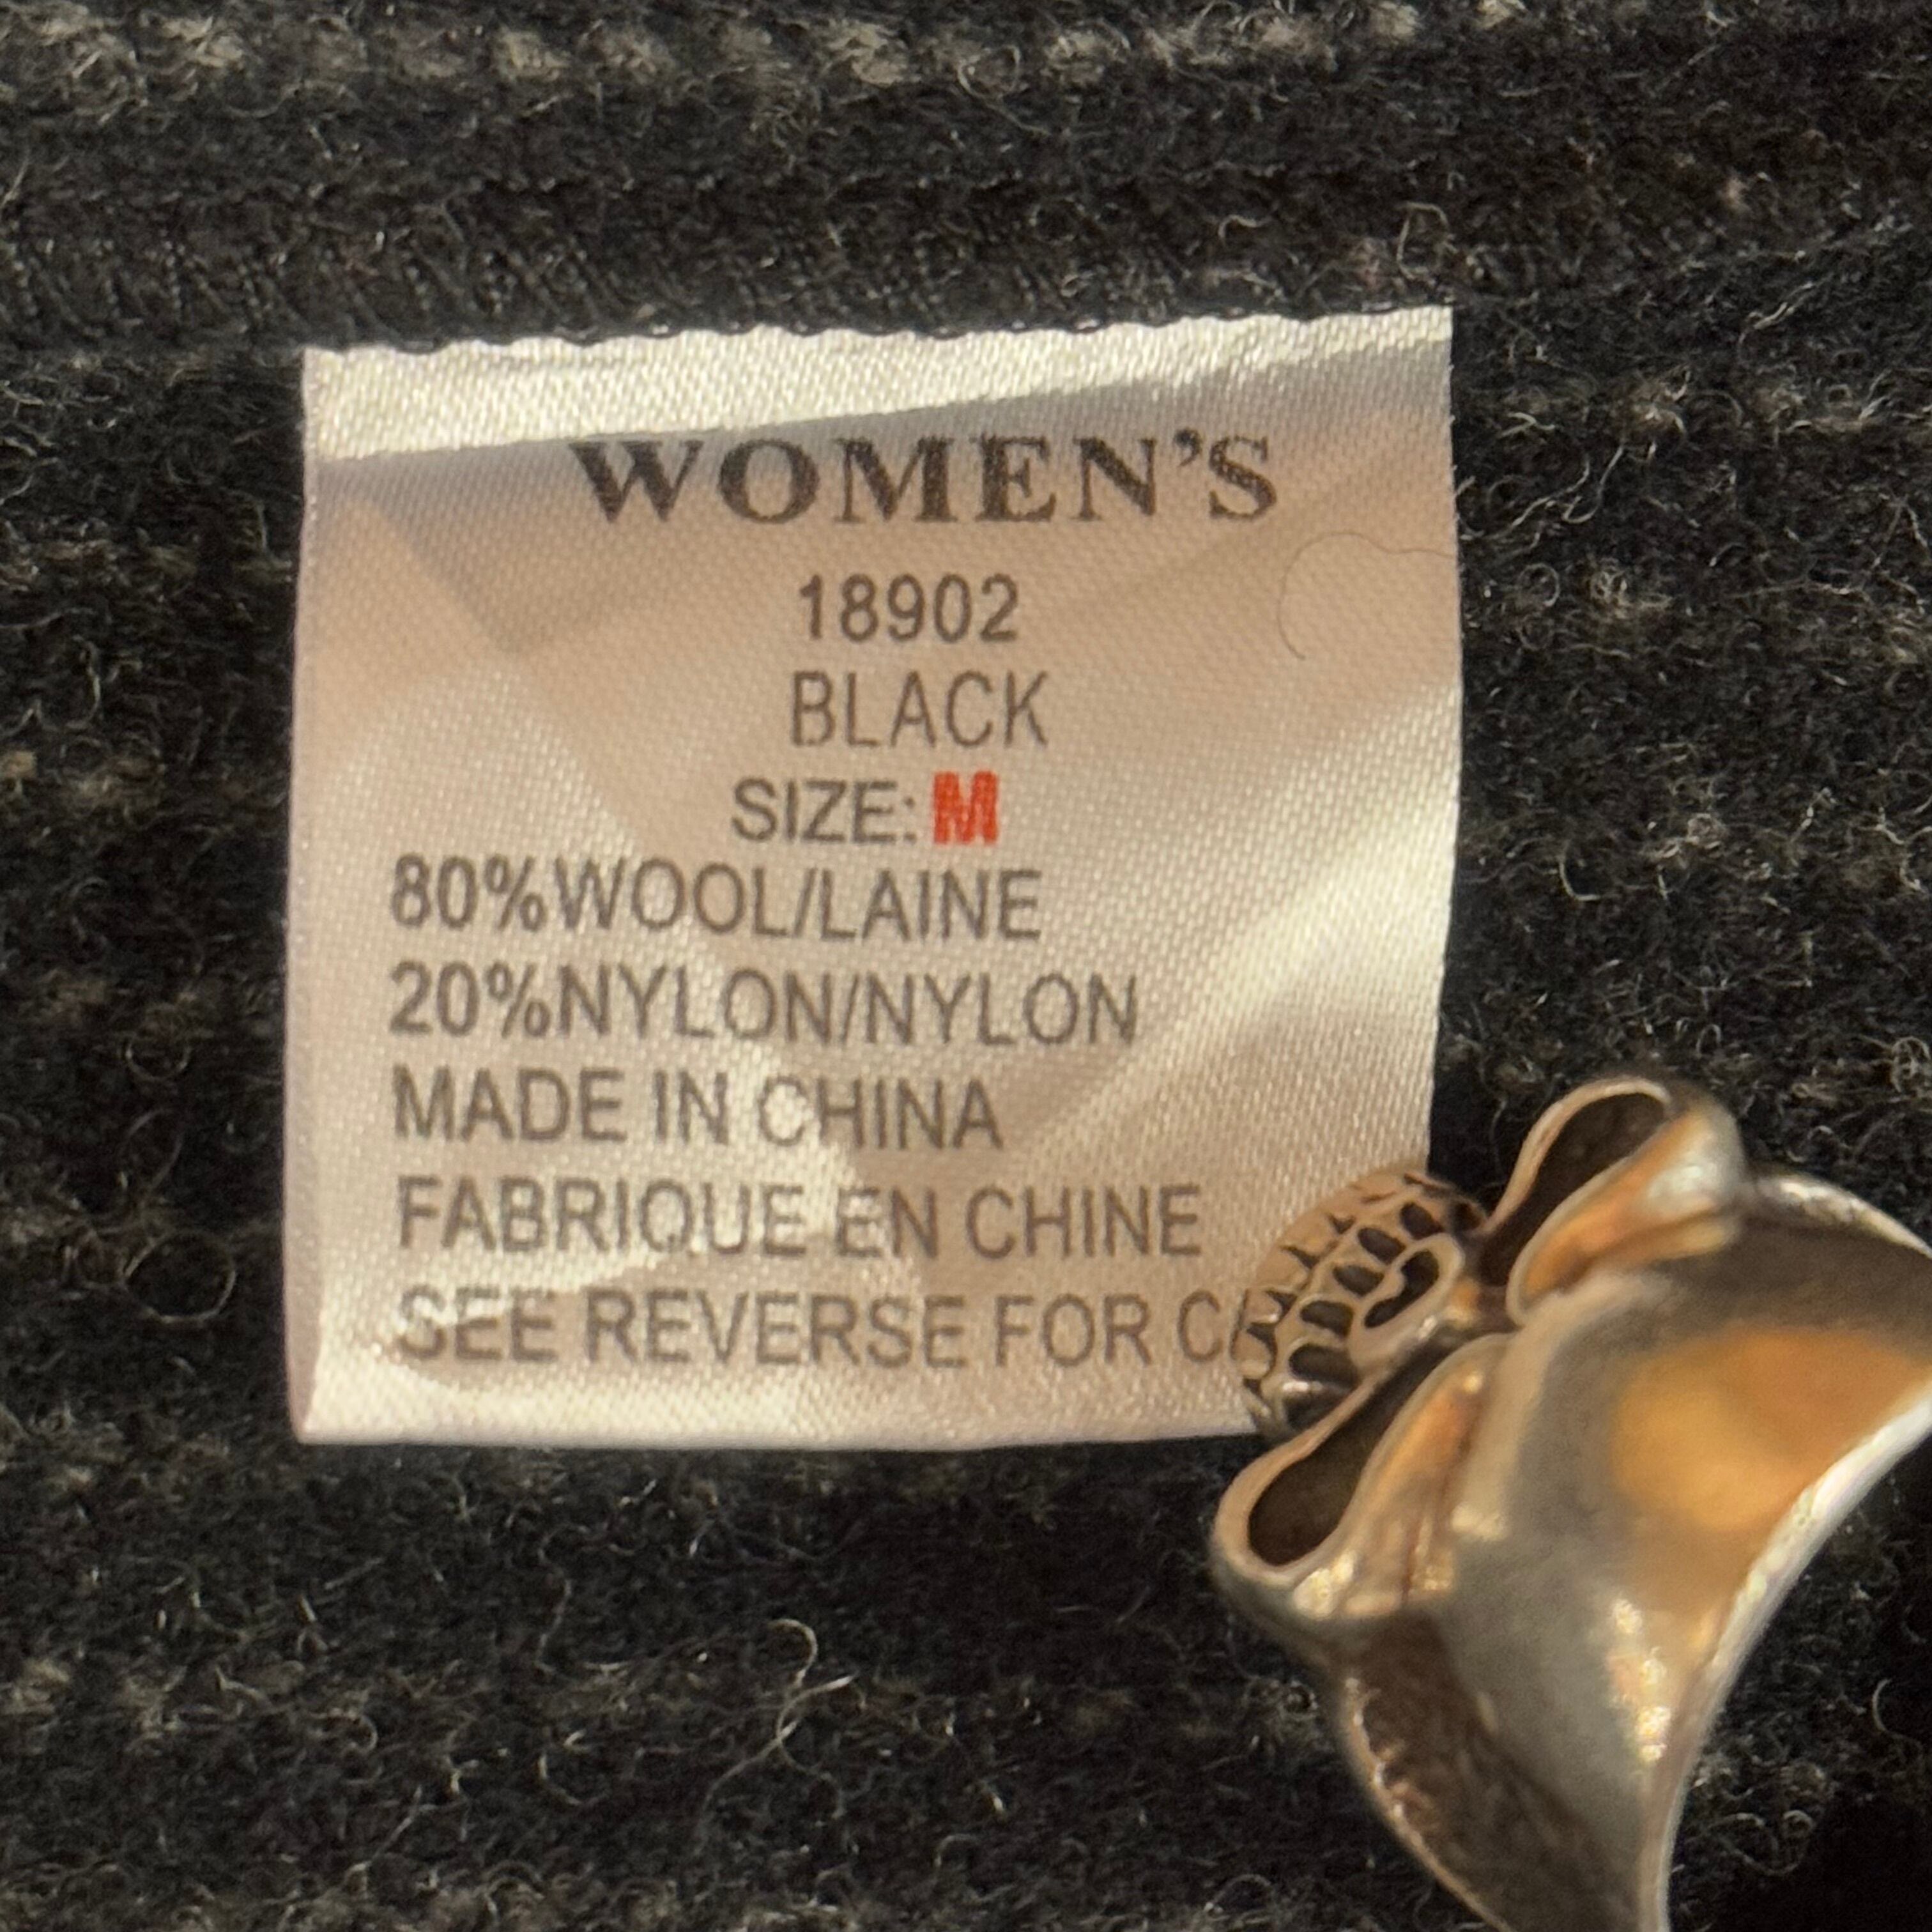 WOMEN'S
18902
BLACK
SIZE: M
80%WOOL/LAINE
20%NYLON/NYLON
MADE IN CHINA
FABRIQUE EN CHINE
SEE REVERSE FOR